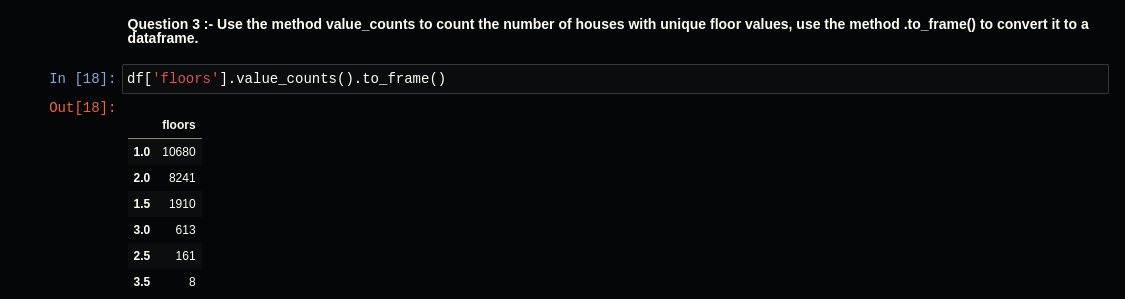 Question 3 :- Use the method value_counts to count the number of houses with unique floor values, use the method .to_frame() to convert it to a
dataframe.
In [18]: df['floors'].value_counts().to_frame()
Out[18]:
floors
1.0 10680
2.0 8241
1.5 1910
3.0 613
2.5 161
3.5 8